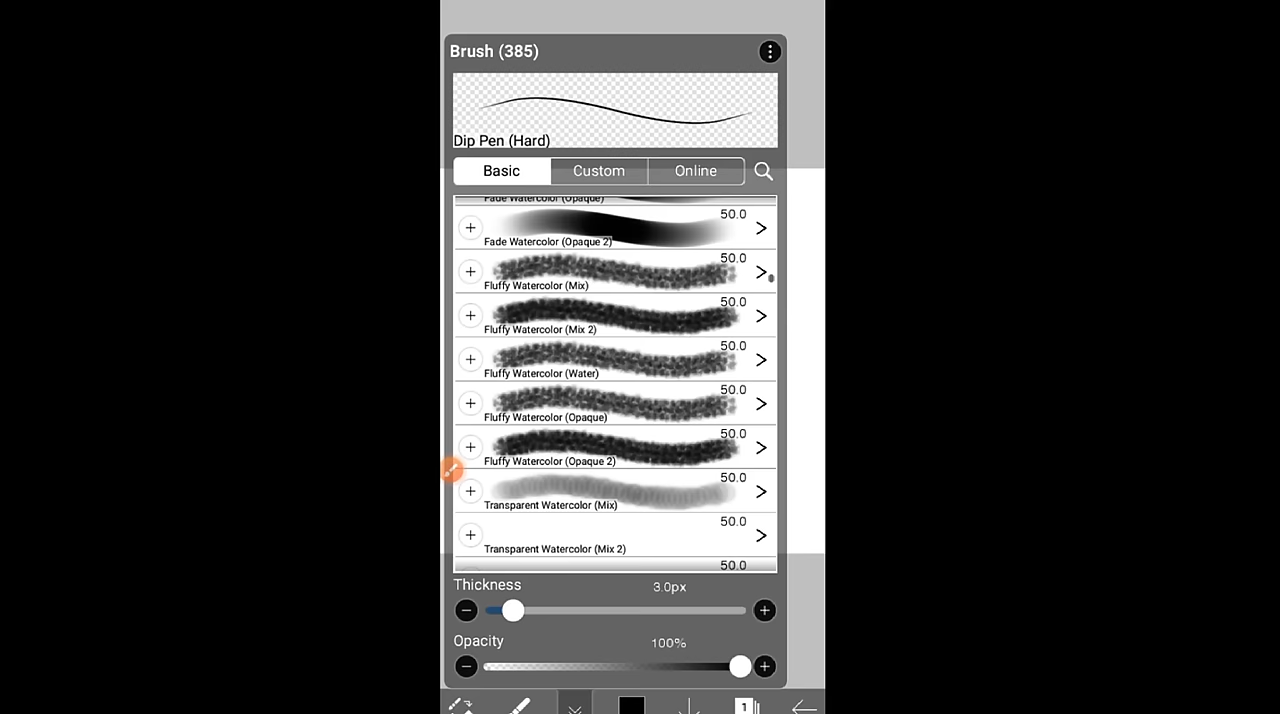 Brush (385)
Dip Pen (Hard)
Basic
Custom
Online
Fade Watercolor (Opaque)
50.0
Fade Watercolor (Opaque 2)
50.0
Fluffy Watercolor (Mix)
50.0
Fluffy Watercolor (Mix 2)
50.0
Fluffy Watercolor (Water)
50.0
Fluffy Watercolor (Opaque)
50.0
Fluffy Watercolor (Opaque 2)
50.0
Transparent Watercolor (Mix)
50.0
Transparent Watercolor (Mix 2)
50.0
Thickness
3.0px
Opacity
100%
1